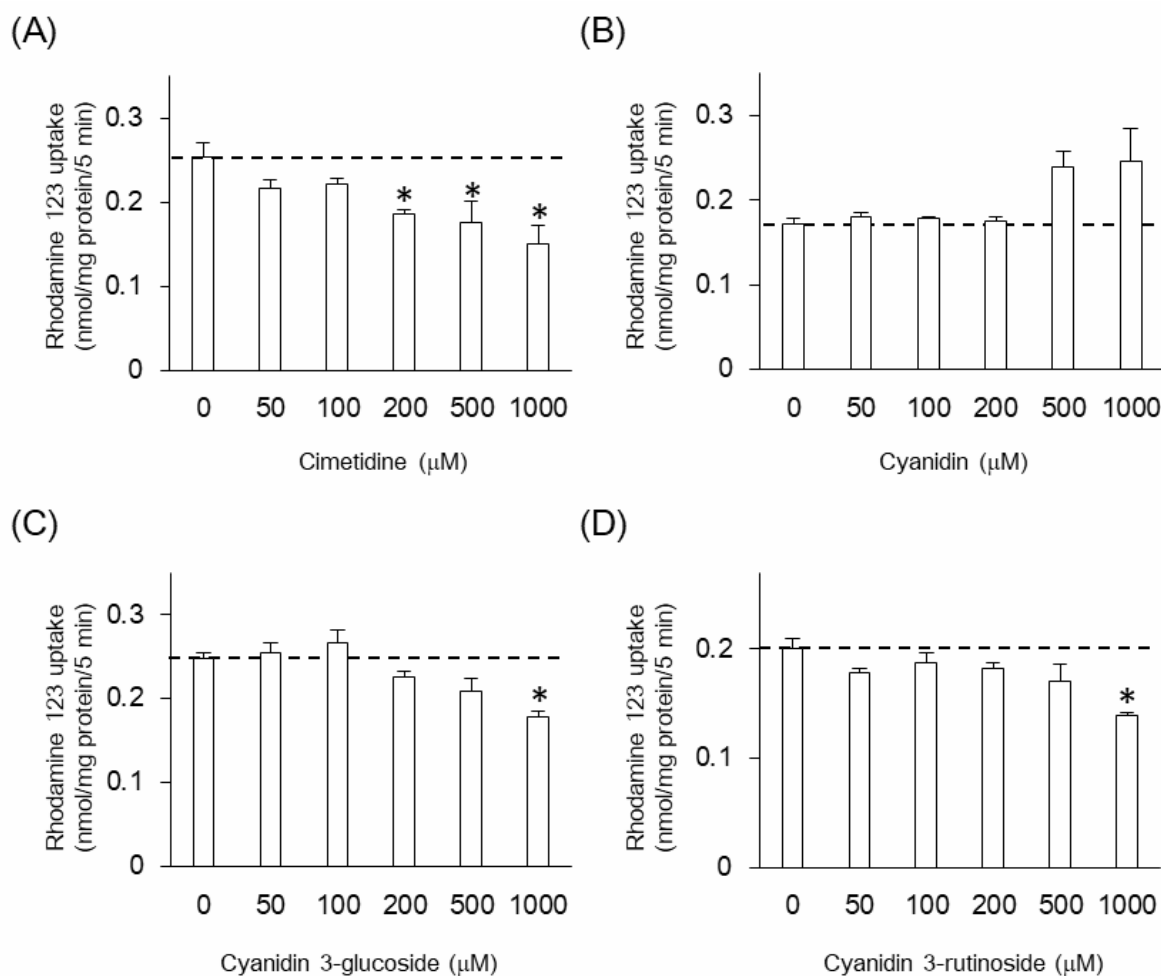 (A)
Rhodamine 123 uptake
(nmol/mg protein/5 min)
0.3
0.2
0.1
0
* * *
0 50 100 200 500 1000
Cimetidine (μM)
(B)
Rhodamine 123 uptake
(nmol/mg protein/5 min)
0.3
0.2
0.1
0
0 50 100 200 500 1000
Cyanidin (μM)
(C)
Rhodamine 123 uptake
(nmol/mg protein/5 min)
0.3
0.2
0.1
0
*
0 50 100 200 500 1000
Cyanidin 3-glucoside (μM)
(D)
Rhodamine 123 uptake
(nmol/mg protein/5 min)
0.2
0.1
0
*
0 50 100 200 500 1000
Cyanidin 3-rutinoside (μM)